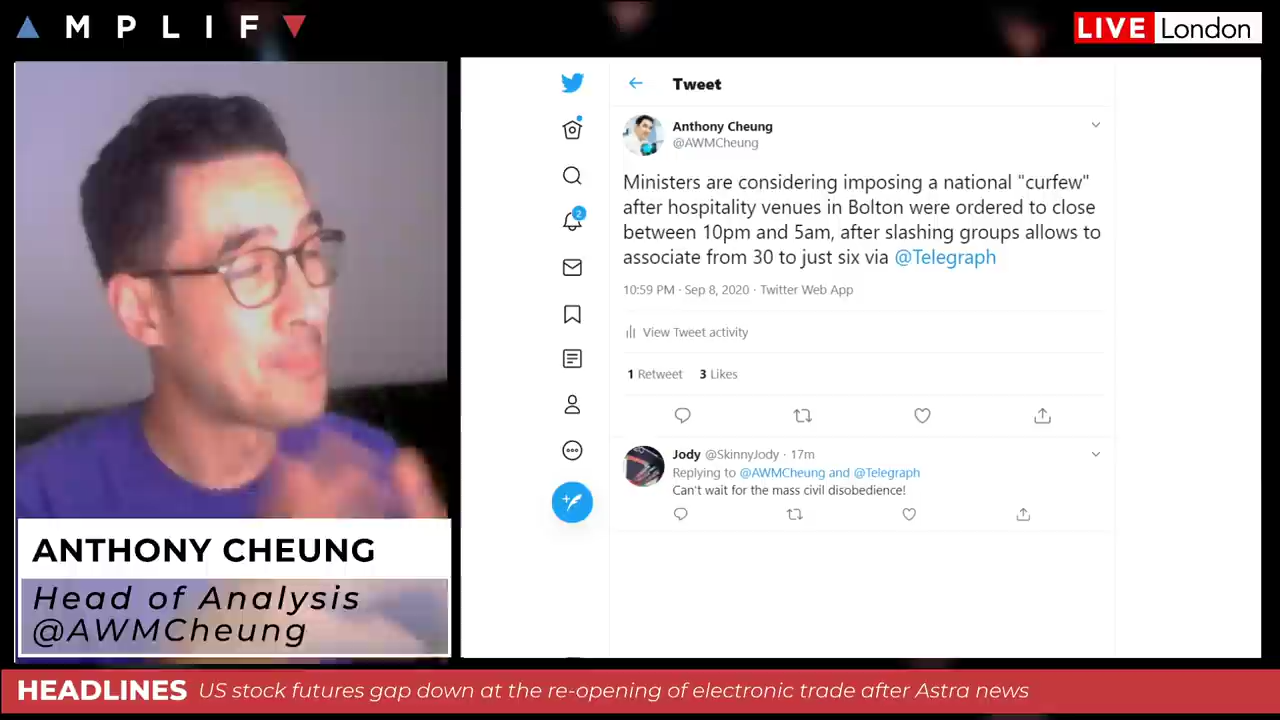 AMPLIFY
LIVE London
Tweet
Anthony Cheung
@AWMCheung
Ministers are considering imposing a national "curfew"
after hospitality venues in Bolton were ordered to close
between 10pm and 5am, after slashing groups allows to
associate from 30 to just six via @Telegraph
10:59 PM · Sep 8, 2020 · Twitter Web App
View Tweet activity
1 Retweet 3 Likes
2
Jody @SkinnyJody · 17m
Replying to @AWMCheung and @Telegraph
Can't wait for the mass civil disobedience!
ANTHONY CHEUNG
Head of Analysis
@AWMCheung
HEADLINES US stock futures gap down at the re-opening of electronic trade after Astra news